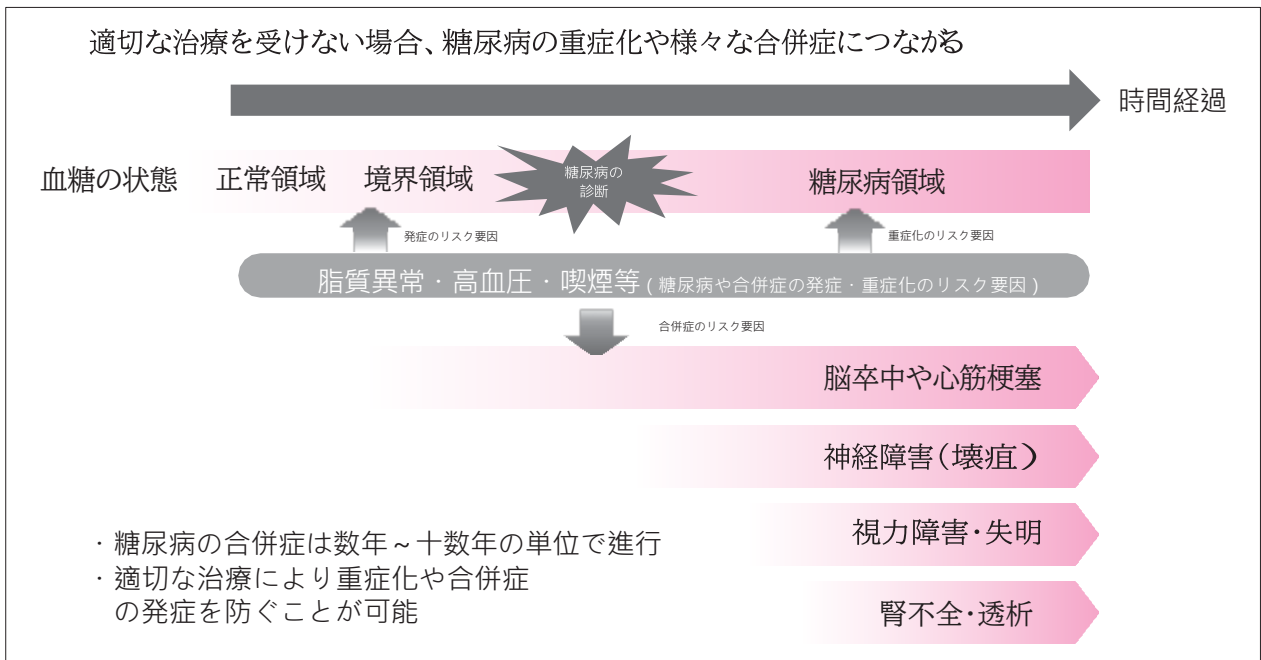 適切な治療を受けない場合、糖尿病の重症化や様々な合併症につながる
時間経過
血糖の状態
正常領域
境界領域
糖尿病の
診断
糖尿病領域
発症のリスク要因
重症化のリスク要因
脂質異常・高血圧・喫煙等(糖尿病や合併症の発症・重症化のリスク要因)
合併症のリスク要因
脳卒中や心筋梗塞
神経障害(壊疽)
視力障害・失明
腎不全・透析
・糖尿病の合併症は数年~十数年の単位で進行
・適切な治療により重症化や合併症
の発症を防ぐことが可能